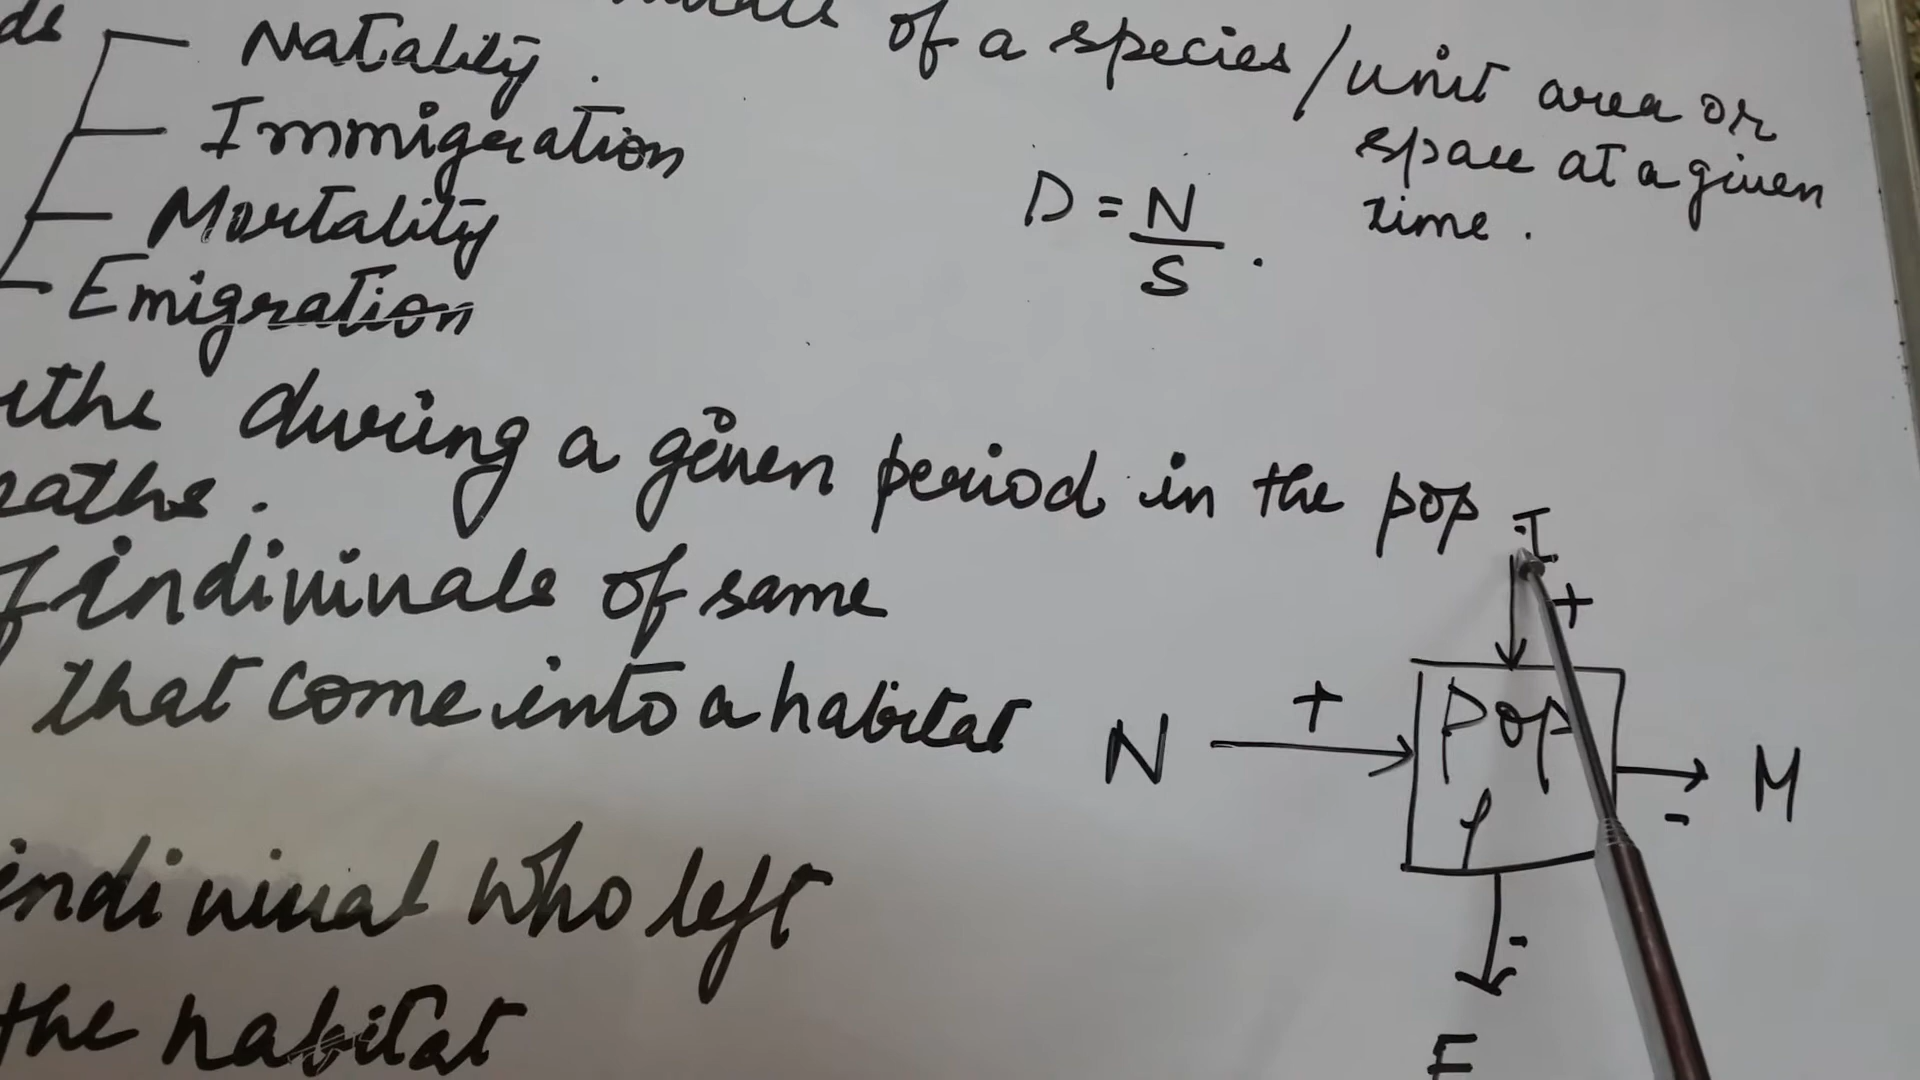 Natality.
Immigration
Mortality
Emigration
of a species/unit area or
space at a given
time.
D = N
S
during a given period in the pop
individuals of same
that come into a habitat
individual who left
the habitat
I
+
N + pop M
-
-
E